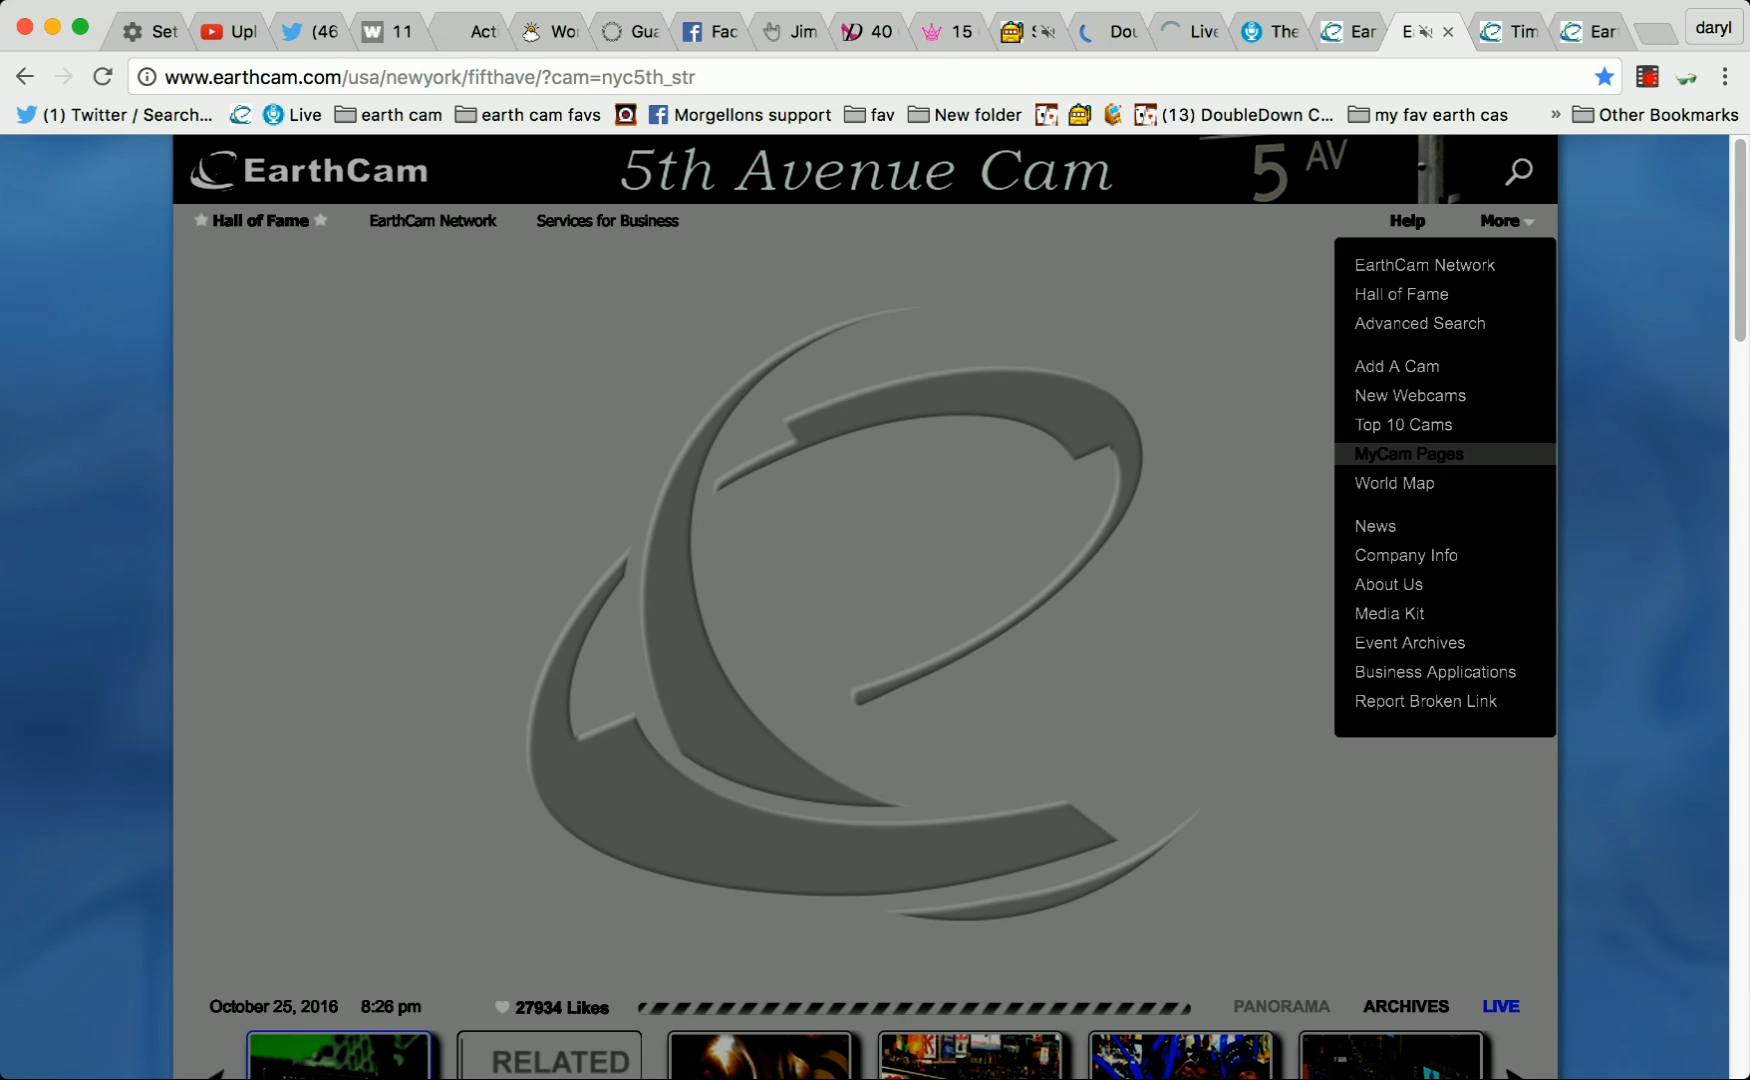 Set
Upl
(46
11
Acti
Wo
Gua
Fac
Jim
40
15
S
Dou
Live
The
Ear
E
Tim
Ear
daryl
www.earthcam.com/usa/newyork/fifthave/?cam=nyc5th_str
(1) Twitter / Search...
Live
earth cam
earth cam favs
Morgellons support
fav
New folder
(13) DoubleDown C...
my fav earth cas
» Other Bookmarks
EarthCam
5th Avenue Cam
5 AV
Hall of Fame
EarthCam Network
Services for Business
Help
More
EarthCam Network
Hall of Fame
Advanced Search
Add A Cam
New Webcams
Top 10 Cams
MyCam Pages
World Map
News
Company Info
About Us
Media Kit
Event Archives
Business Applications
Report Broken Link
October 25, 2016 8:26 pm
27934 Likes
PANORAMA
ARCHIVES
LIVE
RELATED